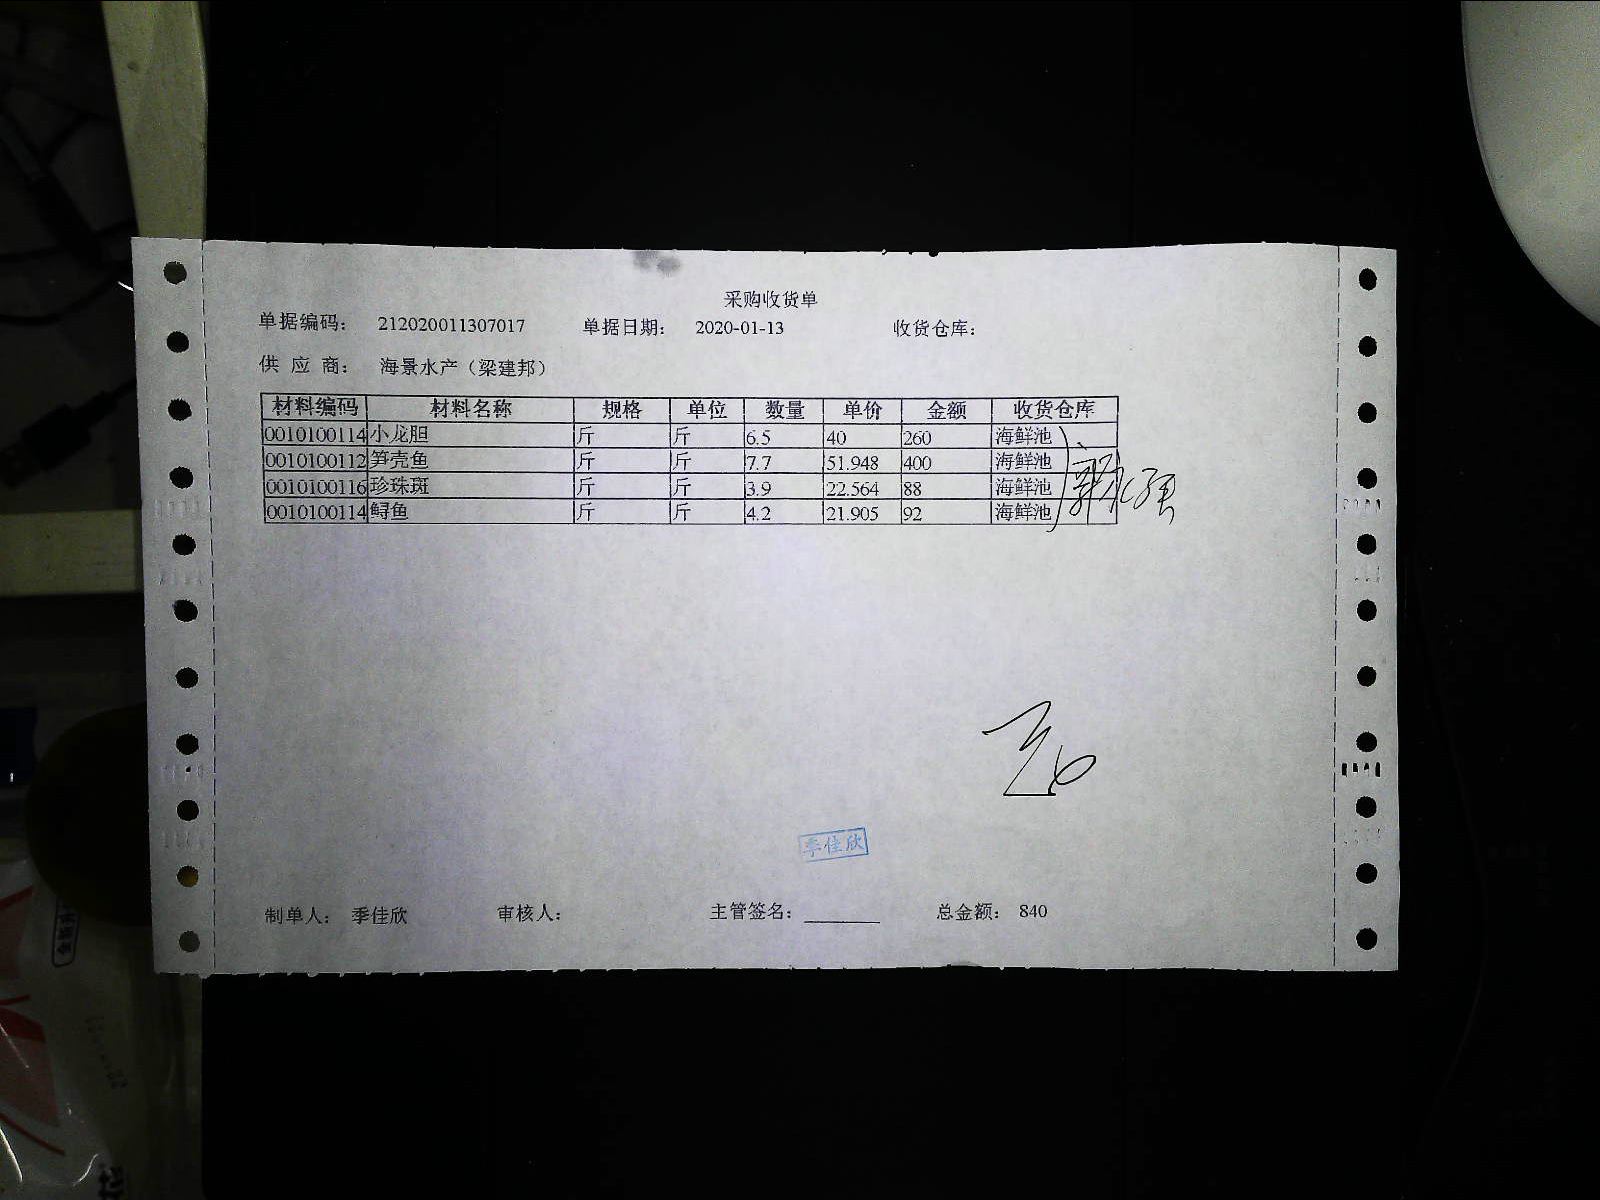 采购收货单
单据编码： 212020011307017 单据日期： 2020-01-13 收货仓库：
供 应 商： 海景水产（梁建邦）
材料编码 材料名称 规格 单位 数量 单价 金额 收货仓库
0010100114 小龙胆 斤 斤 6.5 40 260 海鲜池
0010100112 笋壳鱼 斤 斤 7.7 51.948 400 海鲜池
0010100116 珍珠斑 斤 斤 3.9 22.564 88 海鲜池
0010100114 鲟鱼 斤 斤 4.2 21.905 92 海鲜池
季佳欣
制单人： 季佳欣 审核人： 主管签名： 总金额： 840